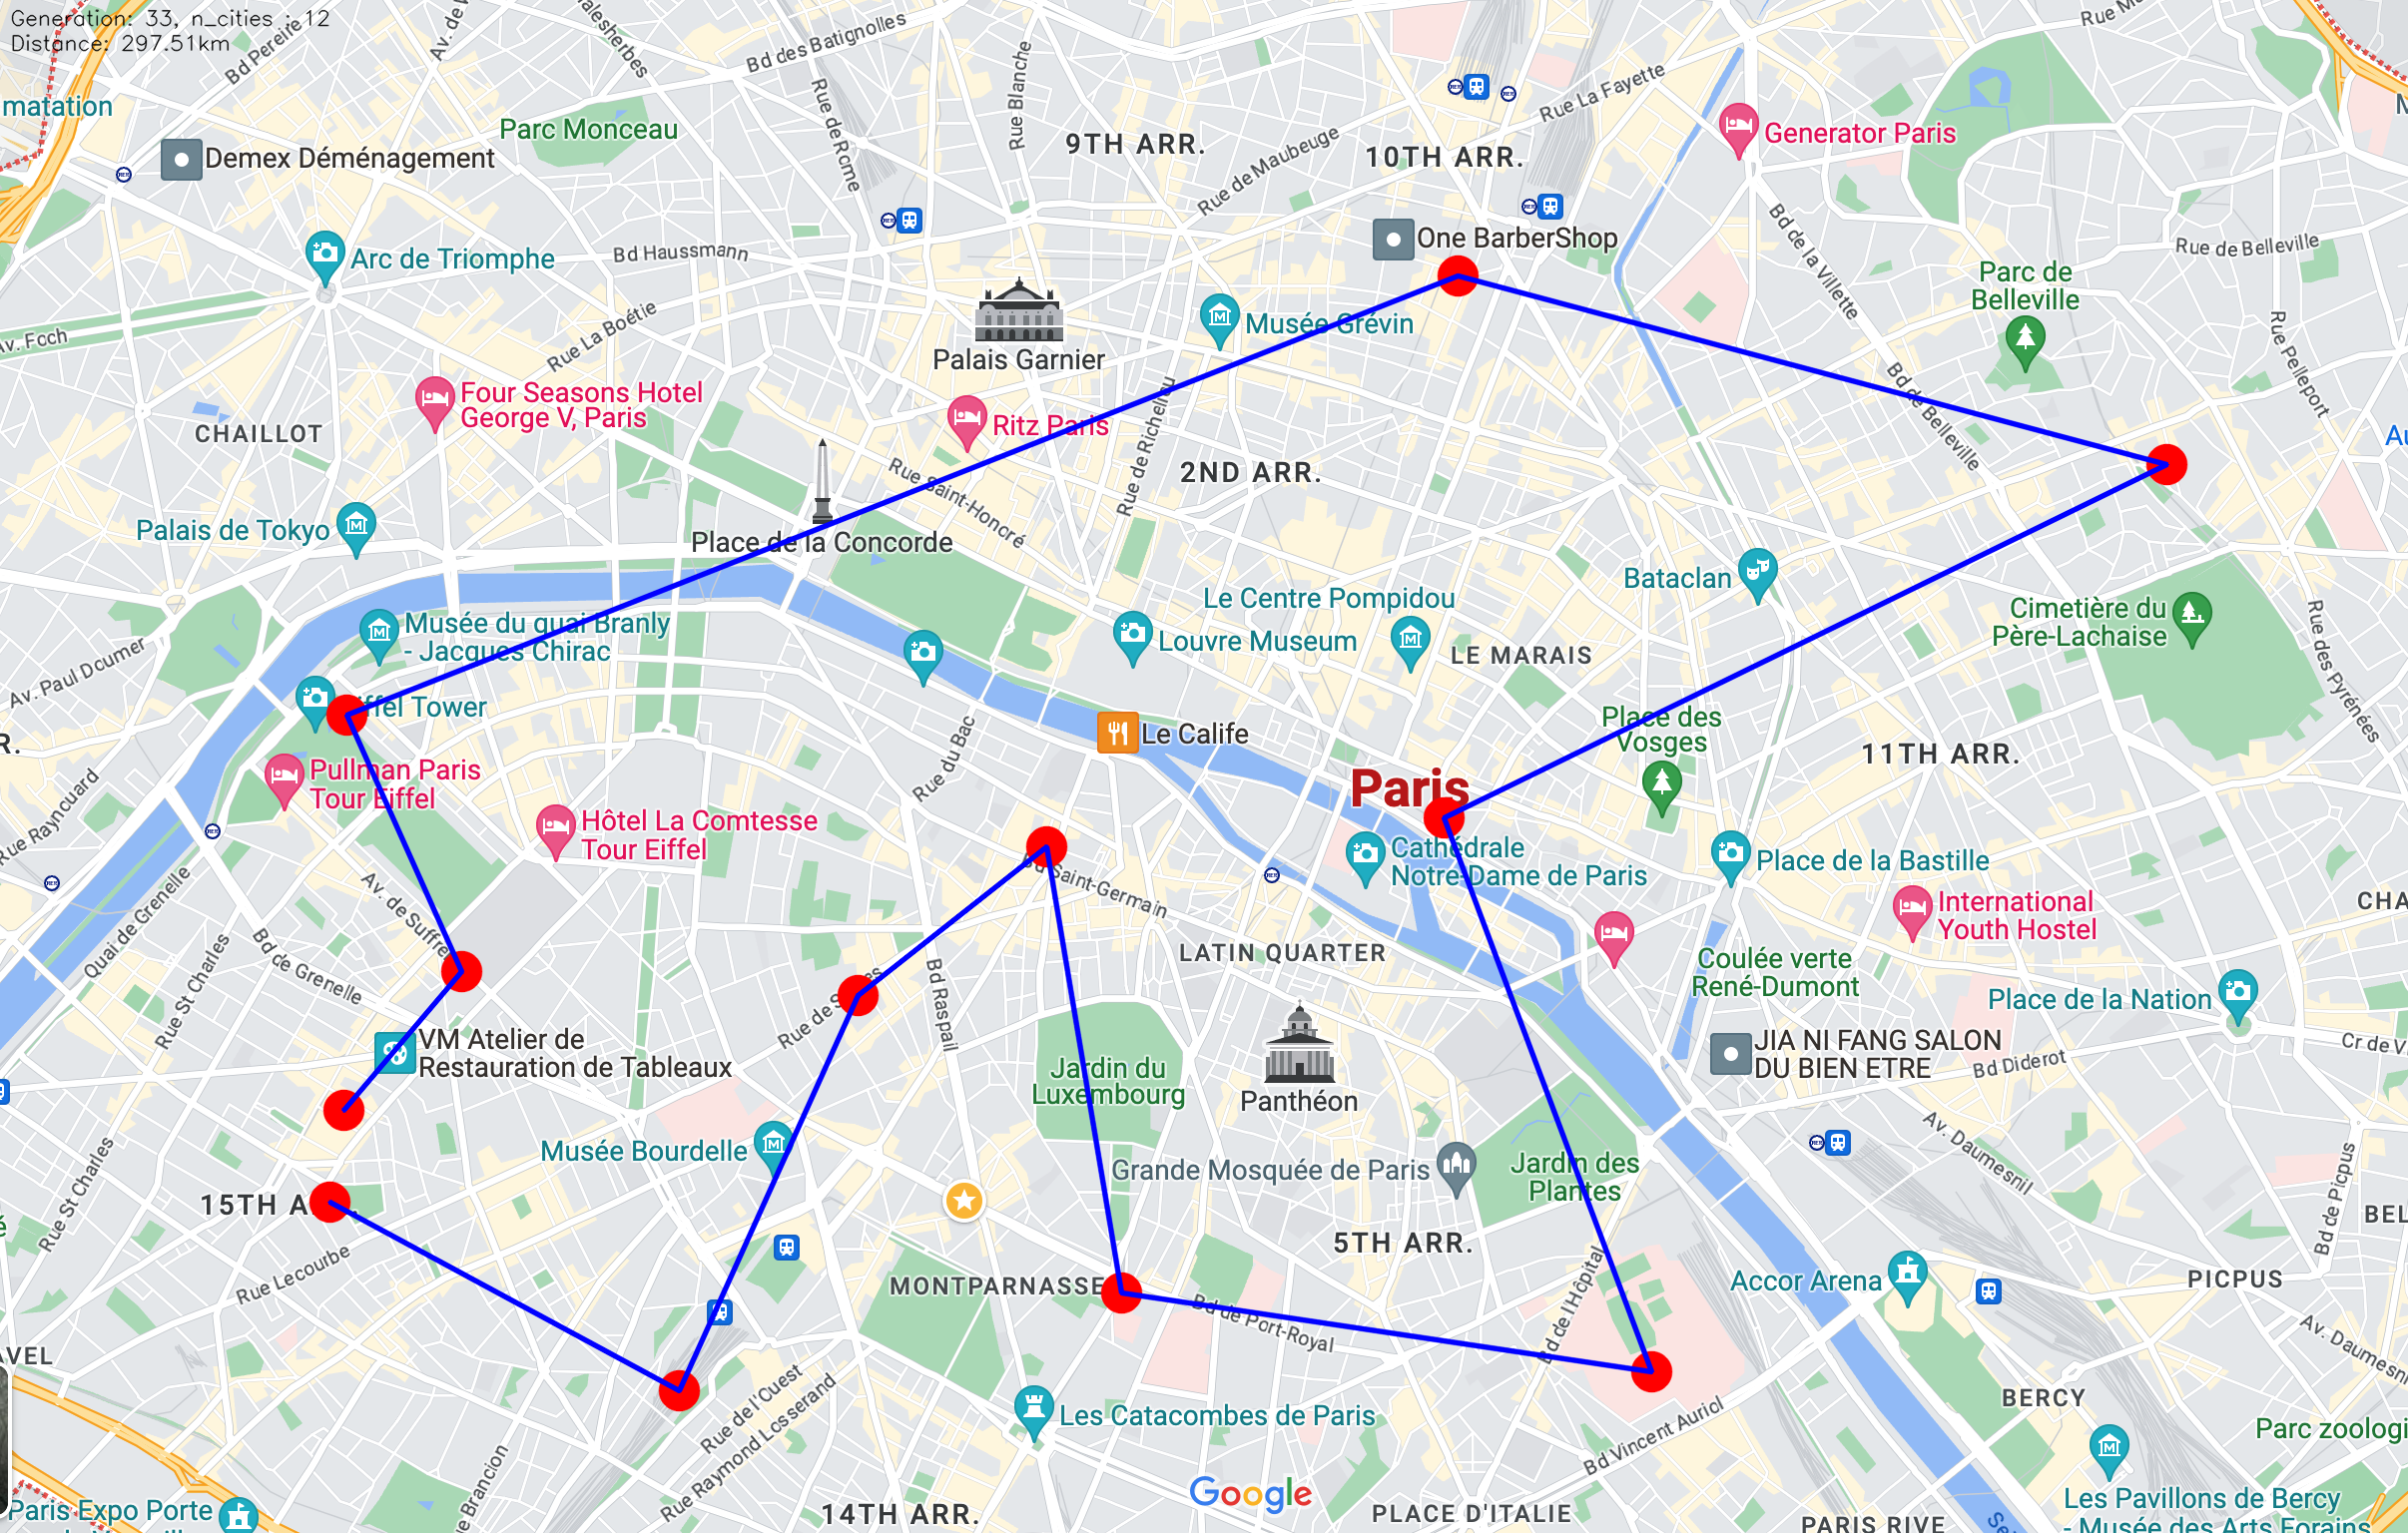 Generation: 33, n_cities : 12
Distance: 297.51km
Bd Pereire
Bd des Batignolles
Rue de Rome
Rue Blanche
9TH ARR.
Rue de Maubeuge
10TH ARR.
Rue La Fayette
Generator Paris
matation
Parc Monceau
Demex Déménagement
Arc de Triomphe
Bd Haussmann
One BarberShop
Bd de la Villette
Rue de Belleville
Parc de
Belleville
Av. Foch
Rue La Boétie
Palais Garnier
Musée Grévin
Rue Pelleport
Four Seasons Hotel
George V, Paris
Ritz Paris
Rue de Richelieu
Bd de Belleville
CHAILLOT
Rue Saint-Honoré
2ND ARR.
Palais de Tokyo
Place de la Concorde
Bataclan
Le Centre Pompidou
Cimetière du
Père-Lachaise
Musée du quai Branly
- Jacques Chirac
Louvre Museum
LE MARAIS
Rue des Pyrénées
Av. Paul Doumer
Eiffel Tower
Place des
Vosges
Le Calife
Rue du Bac
11TH ARR.
Pullman Paris
Tour Eiffel
Paris
Rue Raynouard
Hôtel La Comtesse
Tour Eiffel
Cathédrale
Notre-Dame de Paris
Place de la Bastille
Bd Saint-Germain
International
Youth Hostel
CHA
Quai de Grenelle
Av. de Suffren
Bd de Grenelle
Rue St Charles
LATIN QUARTER
Coulée verte
René-Dumont
Place de la Nation
Bd Raspail
VM Atelier de
Restauration de Tableaux
JIA NI FANG SALON
DU BIEN ETRE
Bd Diderot
Cr de V
Jardin du
Luxembourg
Panthéon
Av. Daumesnil
Rue St Charles
Musée Bourdelle
Grande Mosquée de Paris
Jardin des
Plantes
Bd de Picpus
BEL
15TH A
Rue Lecourbe
5TH ARR.
MONTPARNASSE
Bd de Port-Royal
Bd de l'Hôpital
Accor Arena
PICPUS
Av. Daumesni
AVEL
Rue de l'Ouest
Rue Raymond Losserand
Les Catacombes de Paris
Bd Vincent Auriol
BERCY
Parc zoologi
Google
14TH ARR.
PLACE D'ITALIE
Paris Expo Porte
Les Pavillons de Bercy
- Musée des Arts Forains
PARIS RIVE